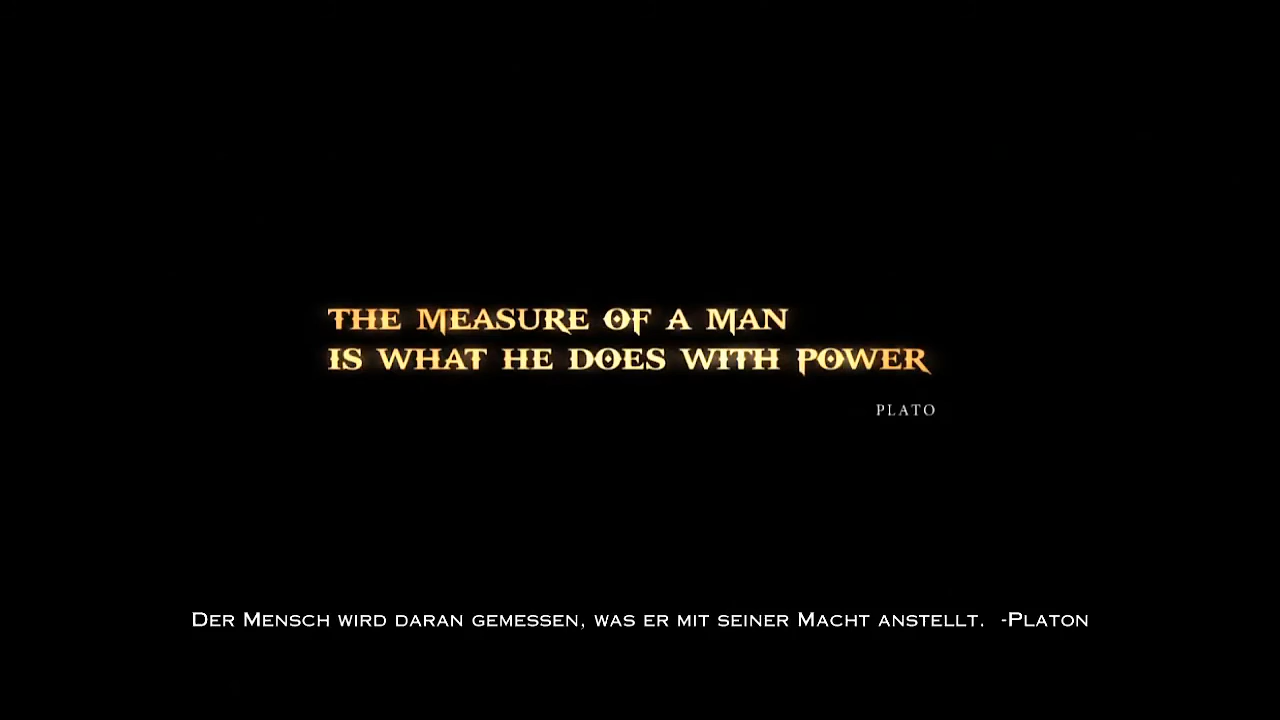 THE MEASURE OF A MAN
IS WHAT HE DOES WITH POWER
PLATO
DER MENSCH WIRD DARAN GEMESSEN, WAS ER MIT SEINER MACHT ANSTELLT. -PLATON